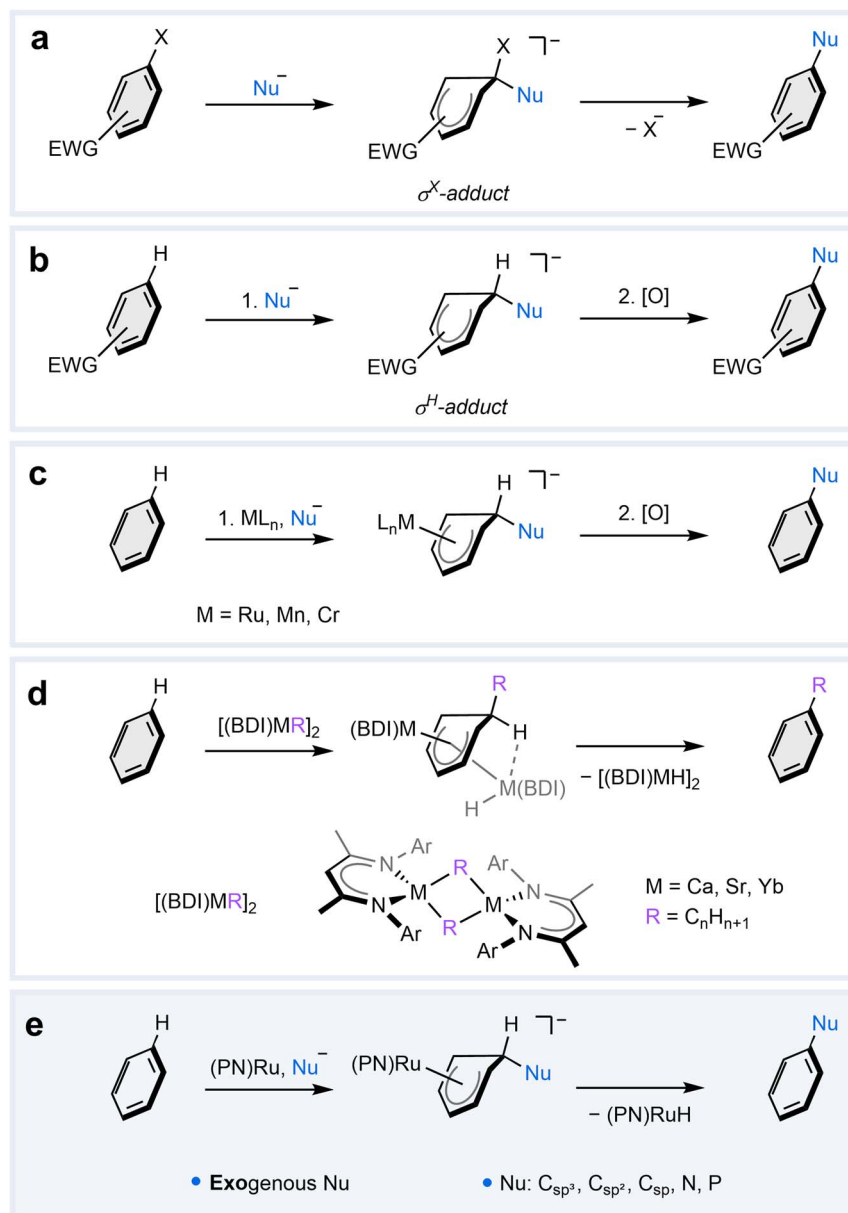 a
X
EWG
Nu⁻
X
Nu
EWG
⁻
σˣ-adduct
– X⁻
Nu
EWG
b
H
EWG
1. Nu⁻
H
Nu
EWG
⁻
σᴴ-adduct
2. [O]
Nu
EWG
c
H
1. MLₙ, Nu⁻
M = Ru, Mn, Cr
LₙM
H
Nu
⁻
2. [O]
Nu
d
H
[(BDI)MR]₂
(BDI)M
R
H
M(BDI)
H
– [(BDI)MH]₂
R
[(BDI)MR]₂
N Ar
M
N
Ar
R
R
Ar N
M
N
Ar
M = Ca, Sr, Yb
R = CₙHₙ₊₁
e
H
(PN)Ru, Nu⁻
(PN)Ru
H
Nu
⁻
– (PN)RuH
Nu
• Exogenous Nu
• Nu: Cₛₚ³, Cₛₚ², Cₛₚ, N, P